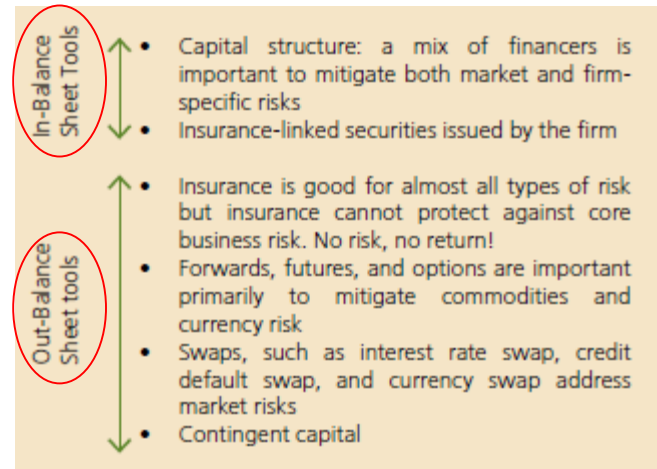 In-Balance
Sheet Tools
• Capital structure: a mix of financers is
important to mitigate both market and firm-
specific risks
• Insurance-linked securities issued by the firm
Out-Balance
Sheet tools
• Insurance is good for almost all types of risk
but insurance cannot protect against core
business risk. No risk, no return!
• Forwards, futures, and options are important
primarily to mitigate commodities and
currency risk
• Swaps, such as interest rate swap, credit
default swap, and currency swap address
market risks
• Contingent capital